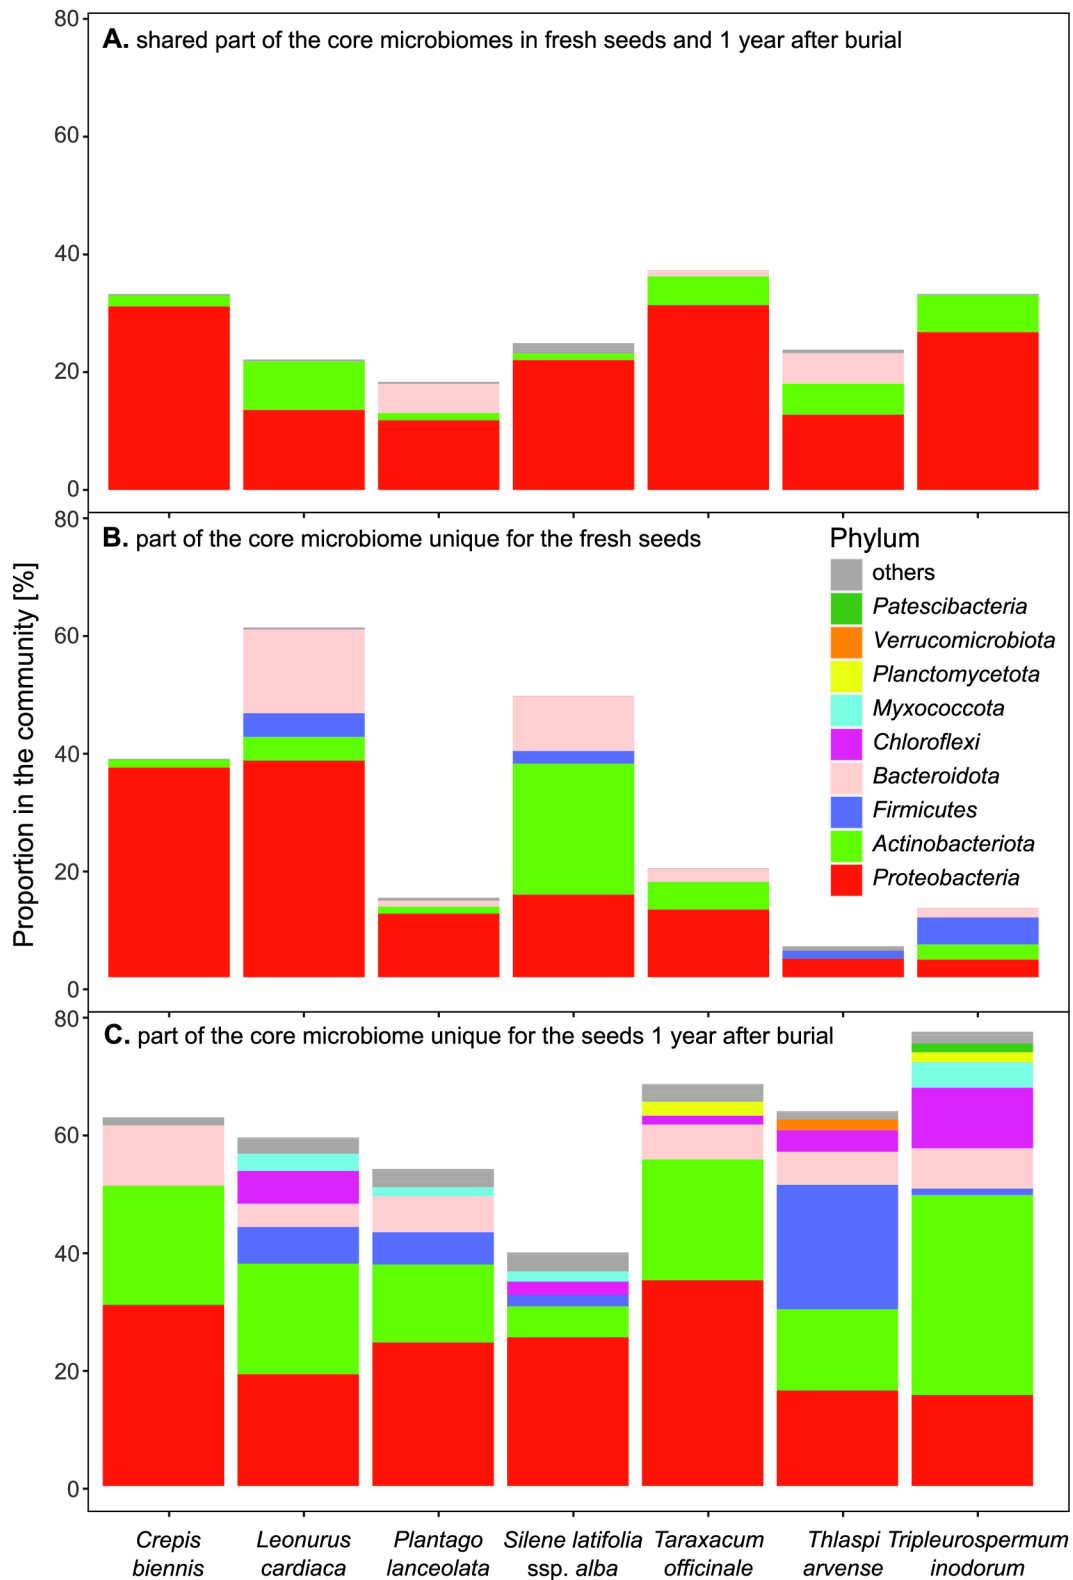 80
A. shared part of the core microbiomes in fresh seeds and 1 year after burial
60
40
20
0
80
B. part of the core microbiome unique for the fresh seeds
60
40
20
0
Phylum
others
Patescibacteria
Verrucomicrobiota
Planctomycetota
Myxococcota
Chloroflexi
Bacteroidota
Firmicutes
Actinobacteriota
Proteobacteria
Proportion in the community [%]
80
C. part of the core microbiome unique for the seeds 1 year after burial
60
40
20
0
Crepis
biennis
Leonurus
cardiaca
Plantago
lanceolata
Silene latifolia
ssp. alba
Taraxacum
officinale
Thlaspi
arvense
Tripleurospermum
inodorum